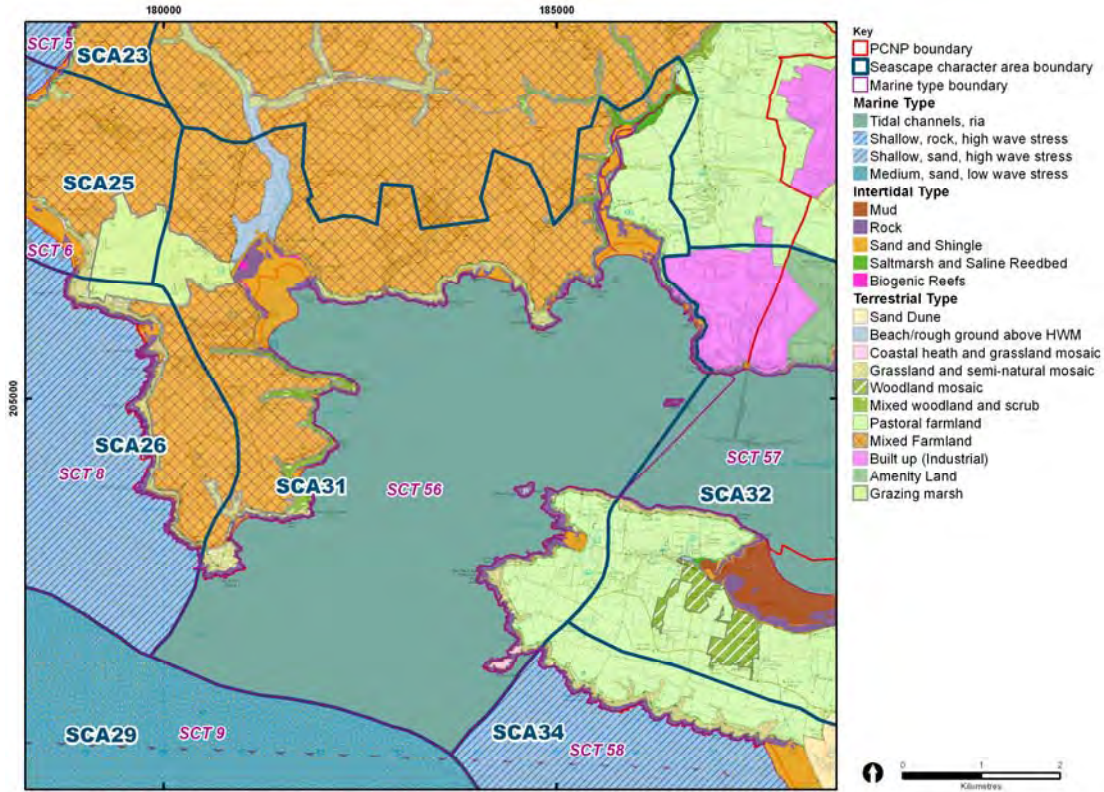 180000
185000
SCT 5
SCA23
SCA25
SCT 6
205000
SCA26
SCT 8
SCA31
SCT 56
SCT 57
SCA32
SCA29
SCT 9
SCA34
SCT 58
Key
PCNP boundary
Seascape character area boundary
Marine type boundary
Marine Type
Tidal channels, ria
Shallow, rock, high wave stress
Shallow, sand, high wave stress
Medium, sand, low wave stress
Intertidal Type
Mud
Rock
Sand and Shingle
Saltmarsh and Saline Reedbed
Biogenic Reefs
Terrestrial Type
Sand Dune
Beach/rough ground above HWM
Coastal heath and grassland mosaic
Grassland and semi-natural mosaic
Woodland mosaic
Mixed woodland and scrub
Pastoral farmland
Mixed Farmland
Built up (Industrial)
Amenity Land
Grazing marsh
0 1 2
Kilometres